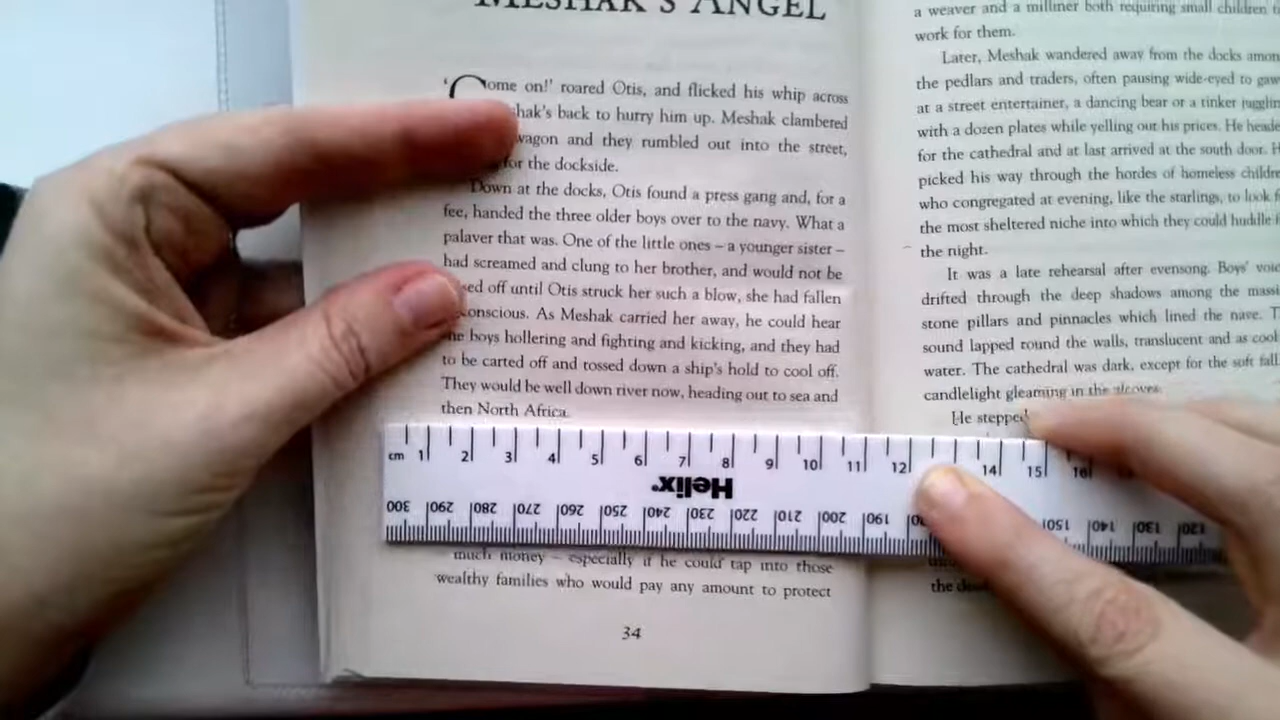 MESHAK'S ANGEL
'Come on!' roared Otis, and flicked his whip across
hak's back to hurry him up. Meshak clambered
wagon and they rumbled out into the street,
for the dockside.
Down at the docks, Otis found a press gang and, for a
fee, handed the three older boys over to the navy. What a
palaver that was. One of the little ones – a younger sister –
had screamed and clung to her brother, and would not be
sed off until Otis struck her such a blow, she had fallen
conscious. As Meshak carried her away, he could hear
he boys hollering and fighting and kicking, and they had
to be carted off and tossed down a ship's hold to cool off.
They would be well down river now, heading out to sea and
then North Africa.
cm 1 2 3 4 5 6 7 8 9 10 11 12 14 15 16
Helix
300 290 280 270 260 250 240 230 220 210 200 190 150 140 130 120
much money – especially if he could tap into those
wealthy families who would pay any amount to protect
34
a weaver and a milliner both requiring small children
work for them.
Later, Meshak wandered away from the docks
the pedlars and traders, often pausing wide-eyed to
at a street entertainer, a dancing bear or a tinker
with a dozen plates while yelling out his prices. He
for the cathedral and at last arrived at the south door.
picked his way through the hordes of homeless
who congregated at evening, like the starlings, to look
the most sheltered niche into which they could huddle
the night.
It was a late rehearsal after evensong. Boys'
drifted through the deep shadows among the
stone pillars and pinnacles which lined the nave.
sound lapped round the walls, translucent and as cool
water. The cathedral was dark, except for the soft
candlelight gleaming in the alcoves.
He stepped
the